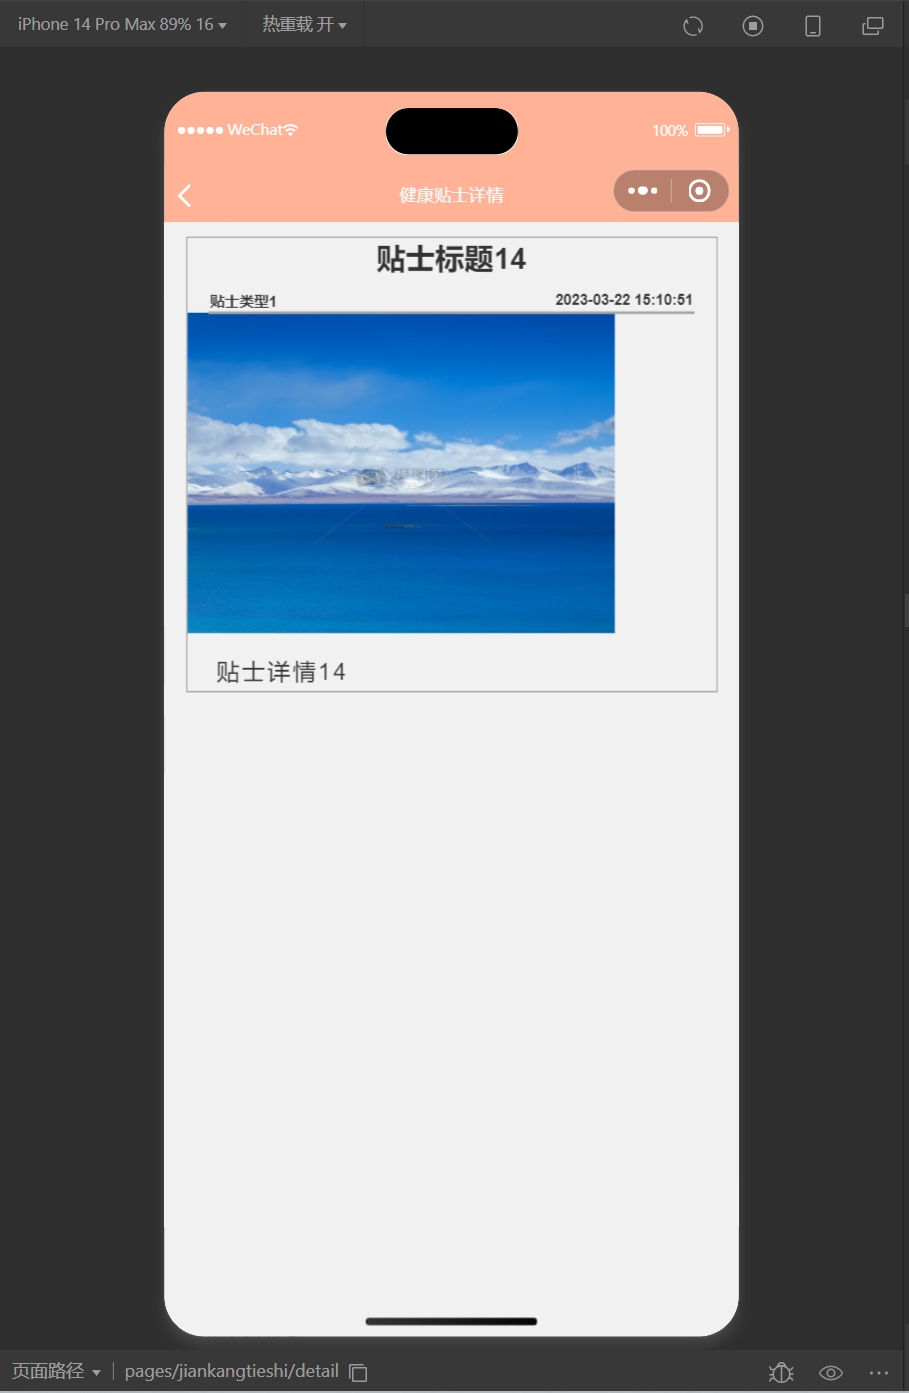 iPhone 14 Pro Max 89% 16 热重载 开
WeChat 100%
健康贴士详情
贴士标题14
贴士类型1 2023-03-22 15:10:51
贴士详情14
页面路径 pages/jiankangtieshi/detail